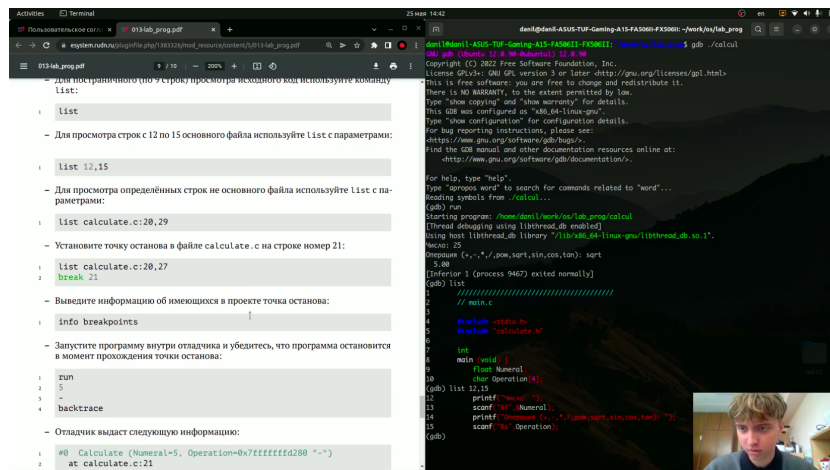 Activities
Terminal
25 мая 14:42
en
Пользовательское согл
013-lab_prog.pdf
danil@danil-ASUS-TUF-Gaming-A15-FA506II-FX506II: ~/work/os/lab_prog
esystem.rudn.ru/pluginfile.php/1383326/mod_resource/content/1/013-lab_prog.pdf
013-lab_prog.pdf
9 / 10
200%
Для постраничного (по 9 строк) просмотра исходного код используйте команду
list:
1 list
– Для просмотра строк с 12 по 15 основного файла используйте list с параметрами:
1 list 12,15
– Для просмотра определённых строк не основного файла используйте list с па-
раметрами:
1 list calculate.c:20,29
– Установите точку останова в файле calculate.c на строке номер 21:
1 list calculate.c:20,27
2 break 21
– Выведите информацию об имеющихся в проекте точка останова:
1 info breakpoints
– Запустите программу внутри отладчика и убедитесь, что программа остановится
в момент прохождения точки останова:
1 run
2 5
3 -
4 backtrace
– Отладчик выдаст следующую информацию:
1 #0 Calculate (Numeral=5, Operation=0x7fffffffd280 "-")
2 at calculate.c:21
danil@danil-ASUS-TUF-Gaming-A15-FA506II-FX506II:~/work/os/lab_prog$ gdb ./calcul
GNU gdb (Ubuntu 12.0.90-0ubuntu1) 12.0.90
Copyright (C) 2022 Free Software Foundation, Inc.
License GPLv3+: GNU GPL version 3 or later <http://gnu.org/licenses/gpl.html>
This is free software: you are free to change and redistribute it.
There is NO WARRANTY, to the extent permitted by law.
Type "show copying" and "show warranty" for details.
This GDB was configured as "x86_64-linux-gnu".
Type "show configuration" for configuration details.
For bug reporting instructions, please see:
<https://www.gnu.org/software/gdb/bugs/>.
Find the GDB manual and other documentation resources online at:
<http://www.gnu.org/software/gdb/documentation/>.
For help, type "help".
Type "apropos word" to search for commands related to "word"...
Reading symbols from ./calcul...
(gdb) run
Starting program: /home/danil/work/os/lab_prog/calcul
[Thread debugging using libthread_db enabled]
Using host libthread_db library "/lib/x86_64-linux-gnu/libthread_db.so.1".
Число: 25
Операция (+,-,*,/,pow,sqrt,sin,cos,tan): sqrt
5.00
[Inferior 1 (process 9467) exited normally]
(gdb) list
1 ////////////////////////////////////////
2 // main.c
3
4 #include <stdio.h>
5 #include "calculate.h"
6
7 int
8 main (void) {
9 float Numeral;
10 char Operation[4];
(gdb) list 12,15
12 printf("Число: ");
13 scanf("%f",&Numeral);
14 printf("Операция (+,-,*,/,pow,sqrt,sin,cos,tan): ");
15 scanf("%s",Operation);
(gdb)